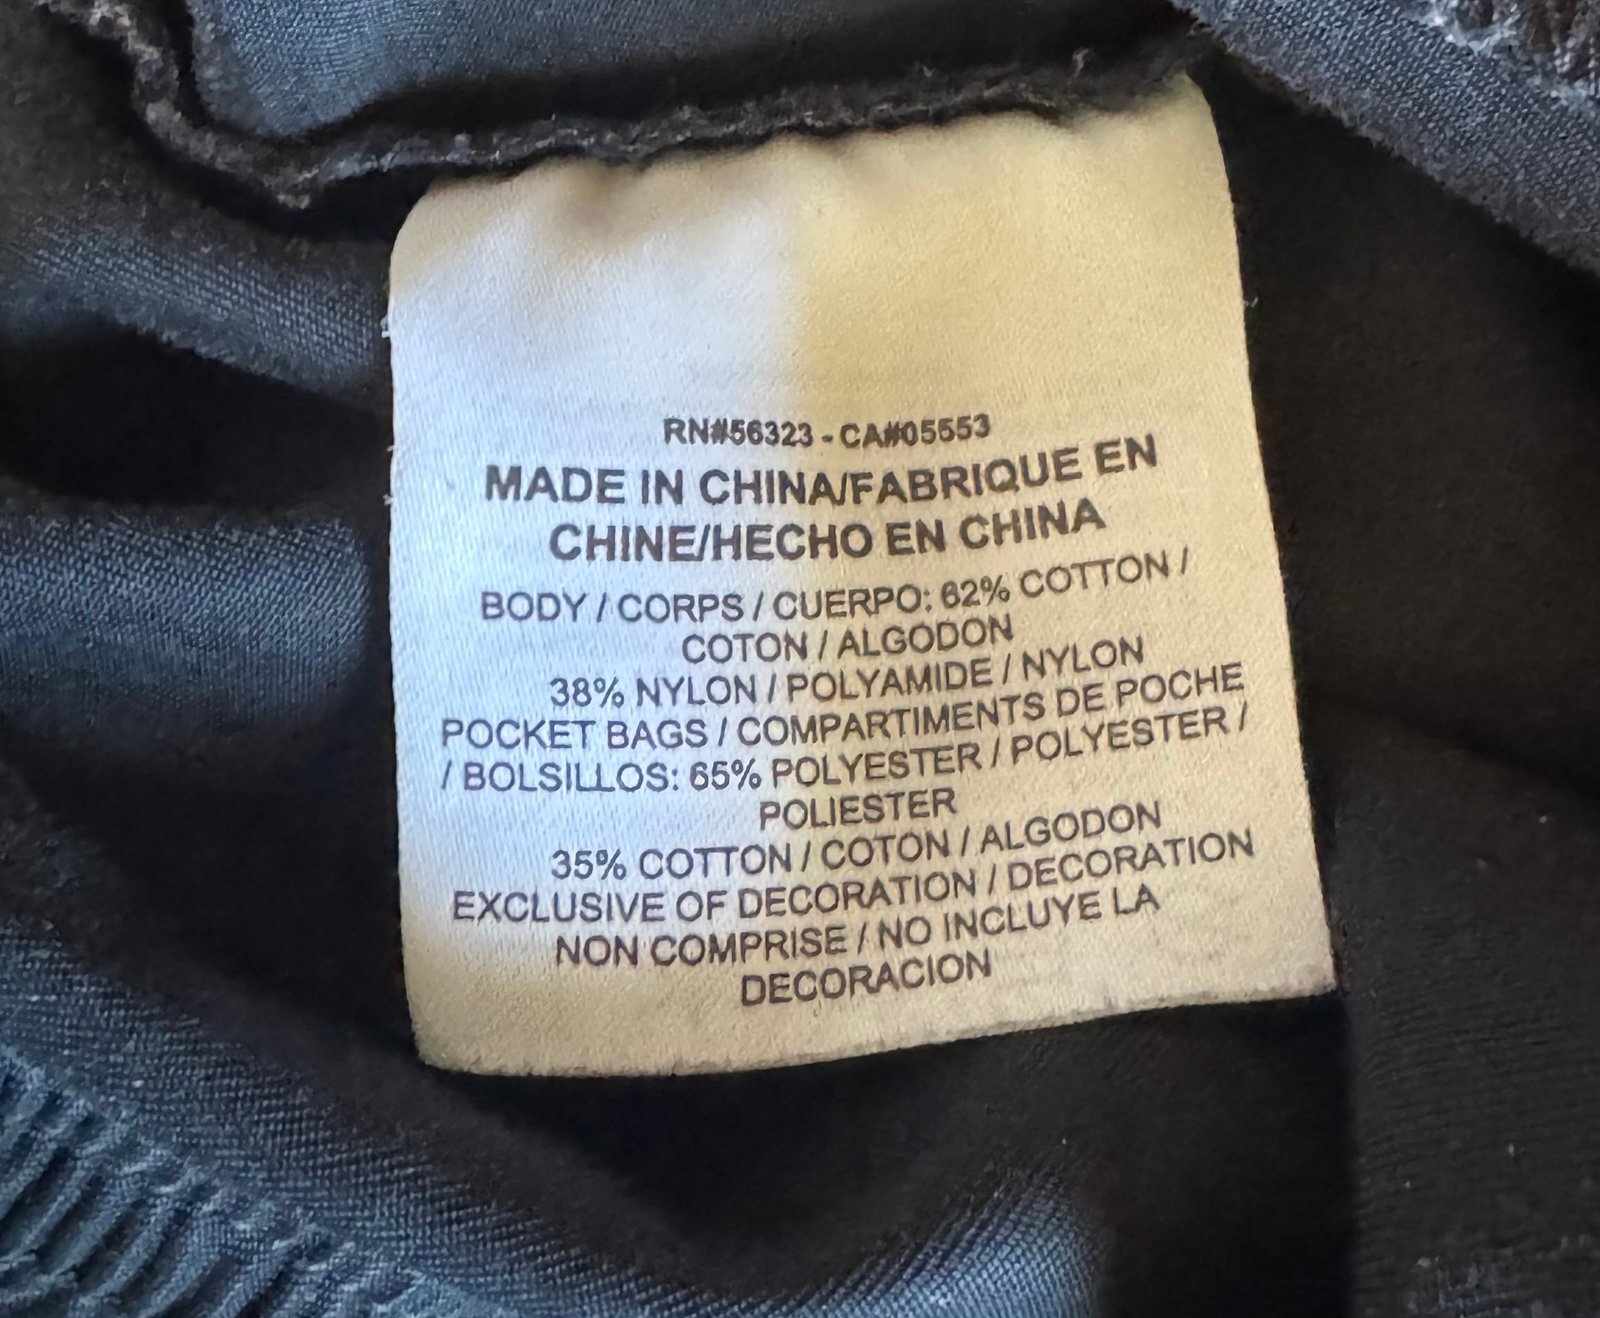 RN#56323 - CA#05553
MADE IN CHINA/FABRIQUE EN
CHINE/HECHO EN CHINA
BODY / CORPS / CUERPO: 62% COTTON /
COTON / ALGODON
38% NYLON / POLYAMIDE / NYLON
POCKET BAGS / COMPARTIMENTS DE POCHE
/ BOLSILLOS: 65% POLYESTER / POLYESTER /
POLIESTER
35% COTTON / COTON / ALGODON
EXCLUSIVE OF DECORATION / DECORATION
NON COMPRISE / NO INCLUYE LA
DECORACION